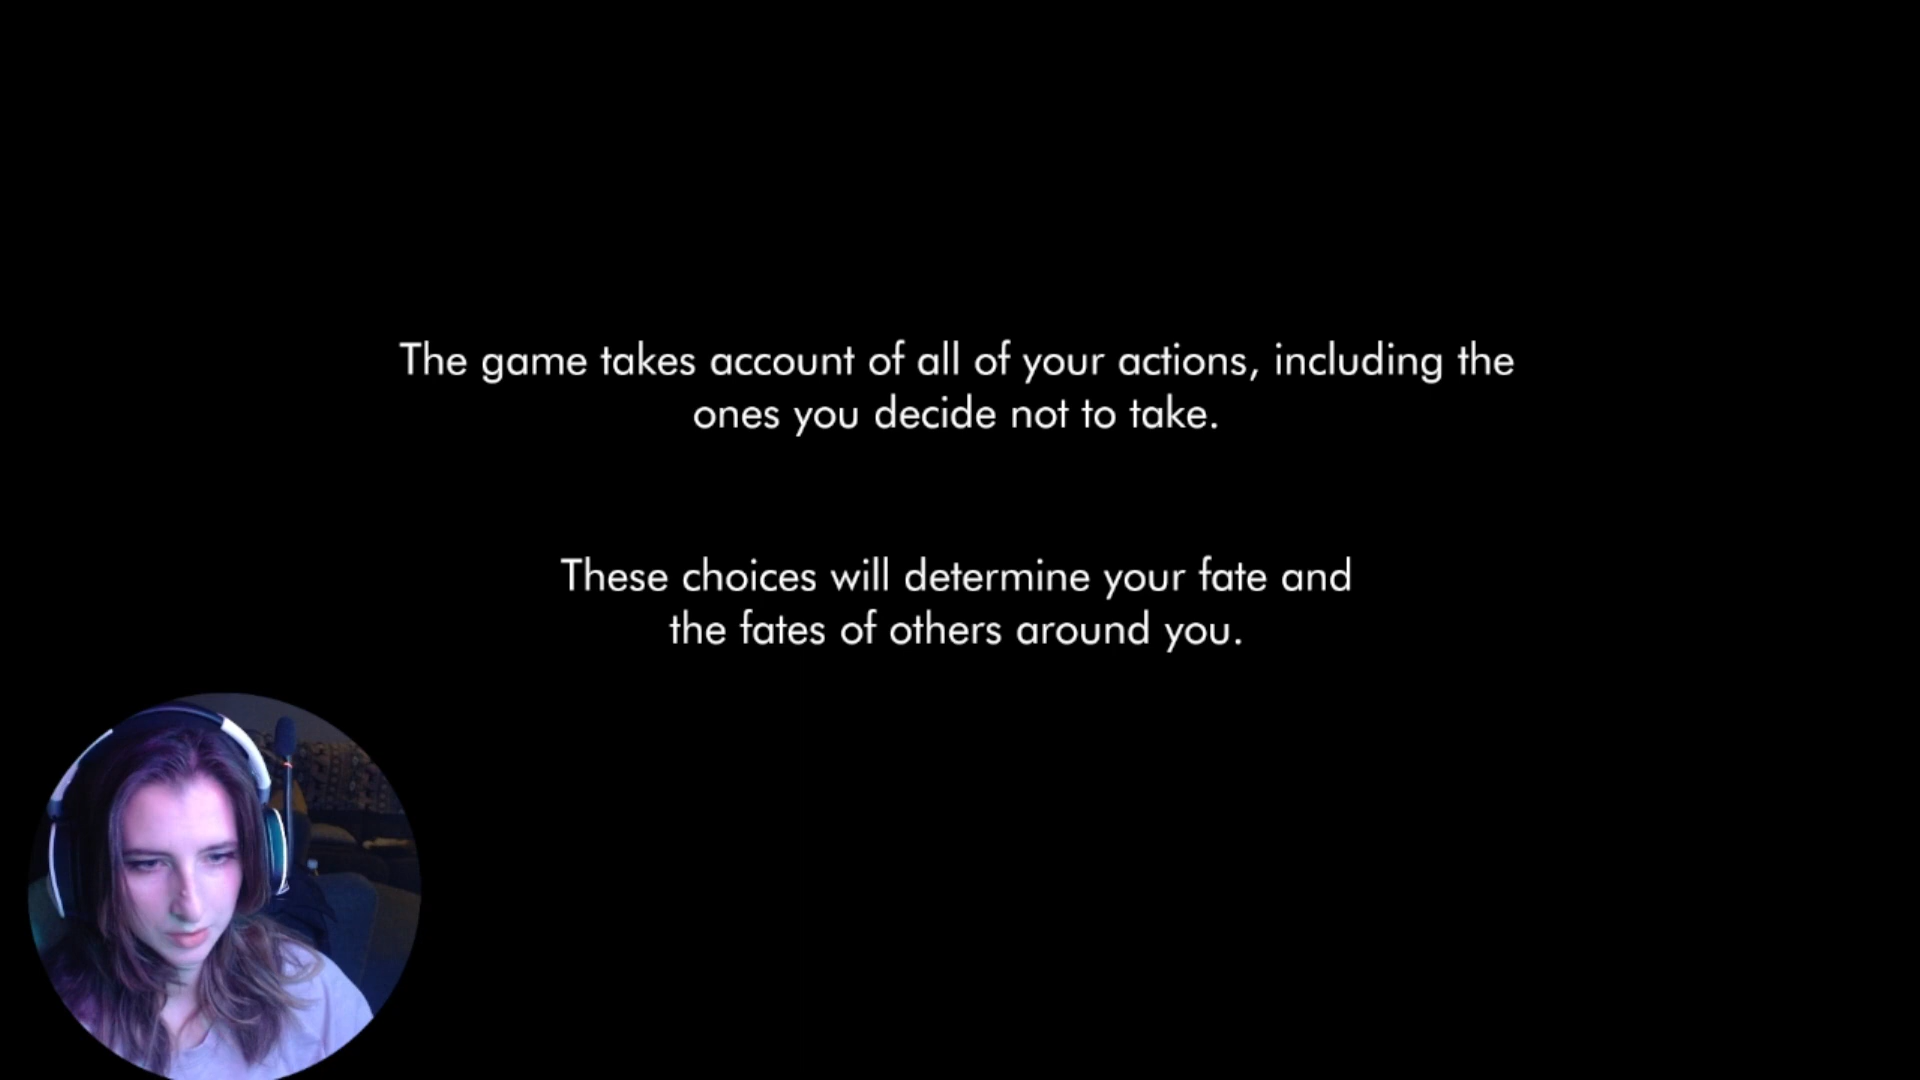 The game takes account of all of your actions, including the
ones you decide not to take.
These choices will determine your fate and
the fates of others around you.